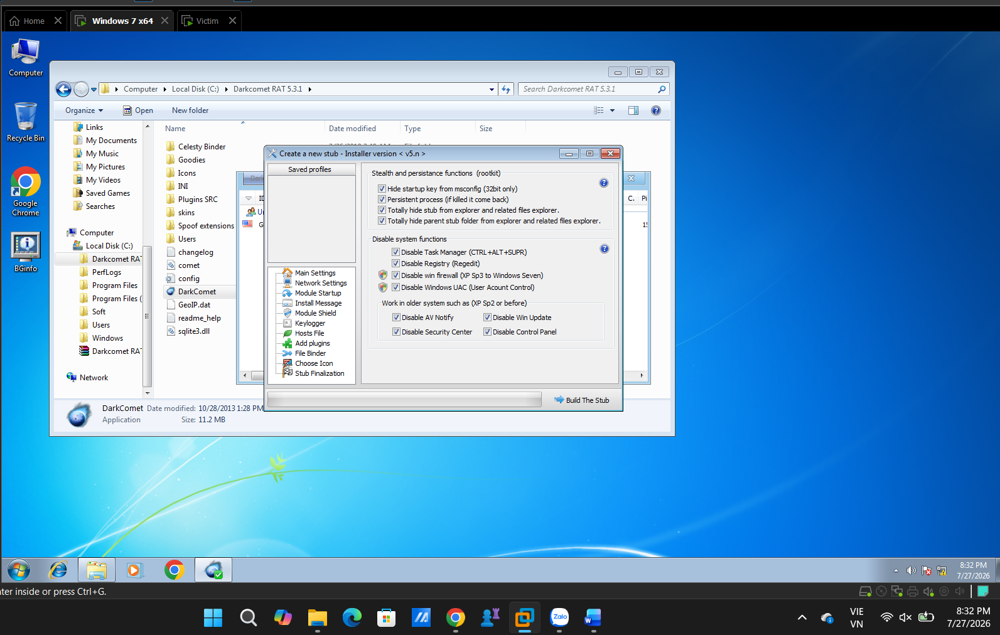 Home
Windows 7 x64
Victim
Computer
Recycle Bin
Google
Chrome
BGinfo
Computer
Local Disk (C:)
Darkcomet RAT 5.3.1
Search Darkcomet RAT 5.3.1
Organize
Open
New folder
Links
My Documents
My Music
My Pictures
My Videos
Saved Games
Searches
Computer
Local Disk (C:)
Darkcomet RA
PerfLogs
Program Files
Program Files (
Soft
Users
Windows
Darkcomet RA
Network
Name
Date modified
Type
Size
Celesty Binder
Goodies
Icons
INI
Plugins SRC
skins
Spoof extensions
Users
changelog
comet
config
DarkComet
GeoIP.dat
readme_help
sqlite3.dll
C.
Create a new stub - Installer version < v5.n >
Saved profiles
Main Settings
Network Settings
Module Startup
Install Message
Module Shield
Keylogger
Hosts File
Add plugins
File Binder
Choose Icon
Stub Finalization
Stealth and persistance functions (rootkit)
Hide startup key from msconfig (32bit only)
Persistent process (if killed it come back)
Totally hide stub from explorer and related files explorer.
Totally hide parent stub folder from explorer and related files explorer.
Disable system functions
Disable Task Manager (CTRL+ALT+SUPR)
Disable Registry (Regedit)
Disable win firewall (XP Sp3 to Windows Seven)
Disable Windows UAC (User Acount Control)
Work in older system such as (XP Sp2 or before)
Disable AV Notify
Disable Win Update
Disable Security Center
Disable Control Panel
Build The Stub
DarkComet Date modified: 10/28/2013 1:28 PM
Application Size: 11.2 MB
8:32 PM
7/27/2026
nter inside or press Ctrl+G.
Zalo
VIE
VN
8:32 PM
7/27/2026